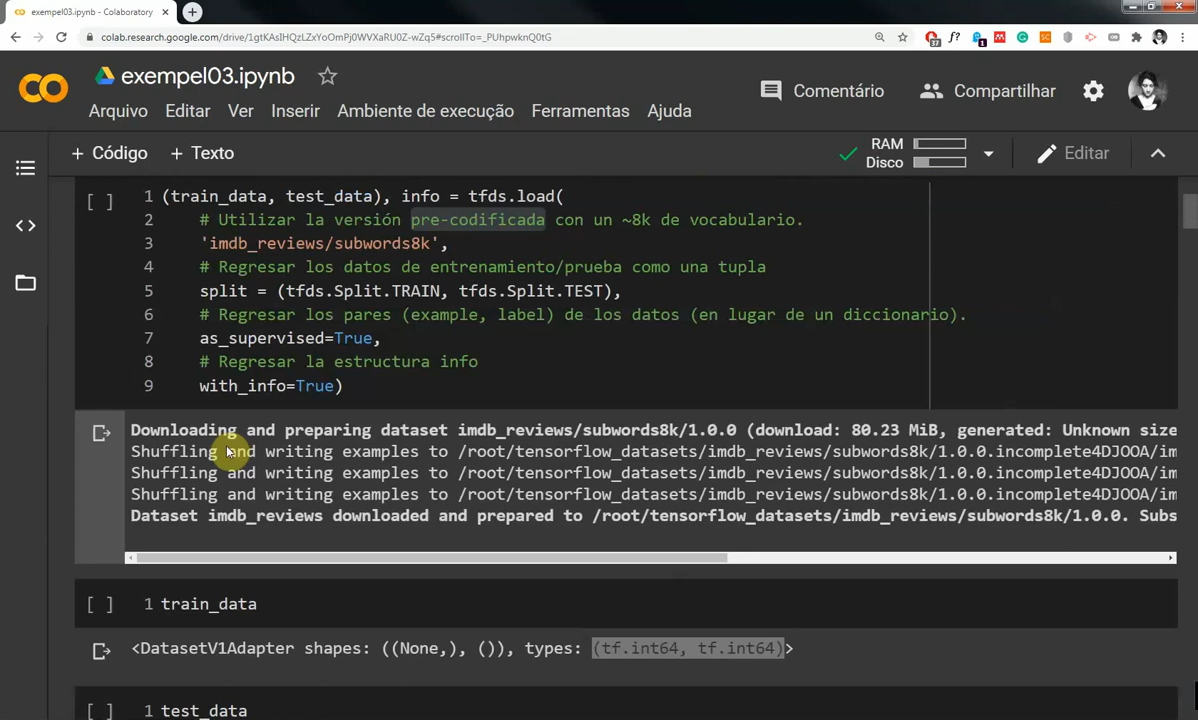 exempel03.ipynb - Colaboratory
colab.research.google.com/drive/1gtKAsIHQzLZxYoOmPj0WVXaRU0Z-wZq5#scrollTo=_PUhpwknQ0tG
37
1
exempel03.ipynb
Comentário
Compartilhar
Arquivo Editar Ver Inserir Ambiente de execução Ferramentas Ajuda
+ Código + Texto
RAM
Disco
Editar
[ ] 1 (train_data, test_data), info = tfds.load(
2 # Utilizar la versión pre-codificada con un ~8k de vocabulario.
3 'imdb_reviews/subwords8k',
4 # Regresar los datos de entrenamiento/prueba como una tupla
5 split = (tfds.Split.TRAIN, tfds.Split.TEST),
6 # Regresar los pares (example, label) de los datos (en lugar de un diccionario).
7 as_supervised=True,
8 # Regresar la estructura info
9 with_info=True)
Downloading and preparing dataset imdb_reviews/subwords8k/1.0.0 (download: 80.23 MiB, generated: Unknown size
Shuffling and writing examples to /root/tensorflow_datasets/imdb_reviews/subwords8k/1.0.0.incomplete4DJOOA/im
Shuffling and writing examples to /root/tensorflow_datasets/imdb_reviews/subwords8k/1.0.0.incomplete4DJOOA/im
Shuffling and writing examples to /root/tensorflow_datasets/imdb_reviews/subwords8k/1.0.0.incomplete4DJOOA/im
Dataset imdb_reviews downloaded and prepared to /root/tensorflow_datasets/imdb_reviews/subwords8k/1.0.0. Subs
[ ] 1 train_data
<DatasetV1Adapter shapes: ((None,), ()), types: (tf.int64, tf.int64)>
[ ] 1 test_data